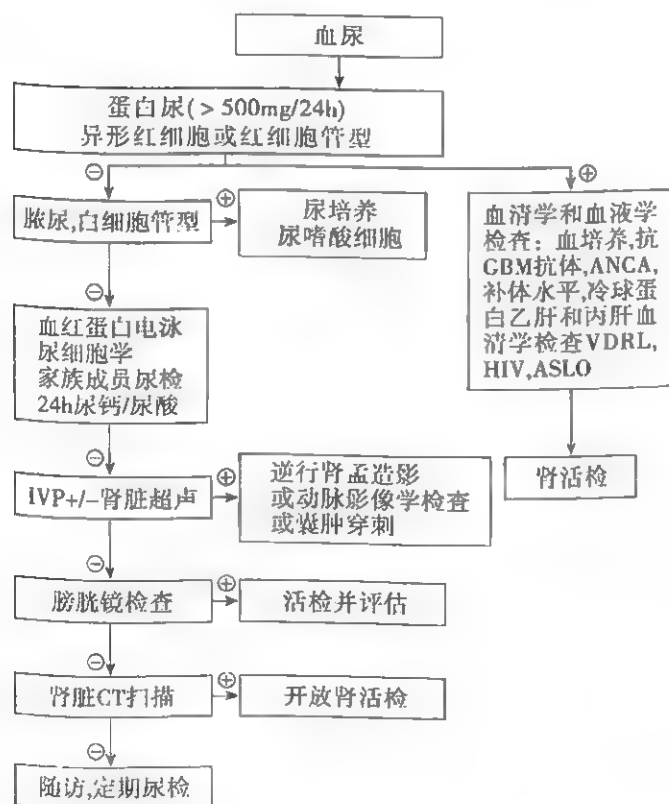 血尿
蛋白尿(＞500mg/24h)
异形红细胞或红细胞管型
⊖
⊕
脓尿,白细胞管型
⊕
尿培养
尿嗜酸细胞
血清学和血液学
检查：血培养,抗
GBM抗体,ANCA,
补体水平,冷球蛋
白乙肝和丙肝血
清学检查VDRL,
HIV,ASLO
⊖
血红蛋白电泳
尿细胞学
家族成员尿检
24h尿钙/尿酸
⊖
IVP+/-肾脏超声
⊕
逆行肾盂造影
或动脉影像学检查
或囊肿穿刺
肾活检
⊖
膀胱镜检查
⊕
活检并评估
⊖
肾脏CT扫描
⊕
开放肾活检
⊖
随访,定期尿检